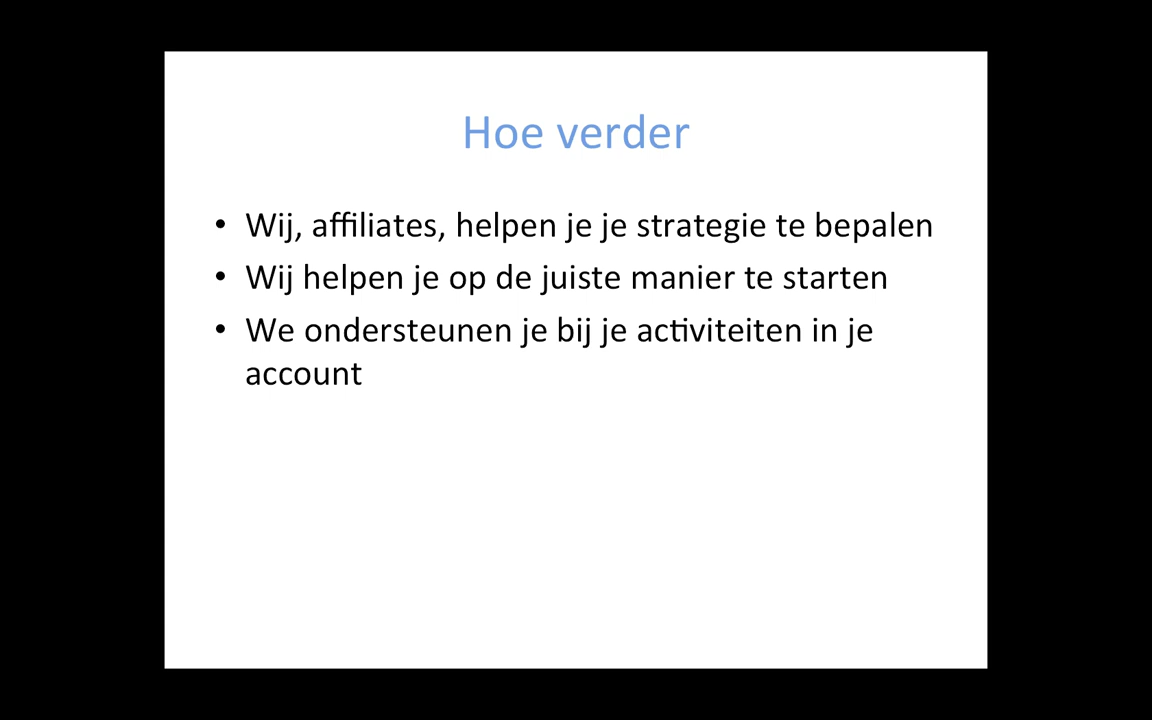 Hoe verder
• Wij, affiliates, helpen je je strategie te bepalen
• Wij helpen je op de juiste manier te starten
• We ondersteunen je bij je activiteiten in je
account